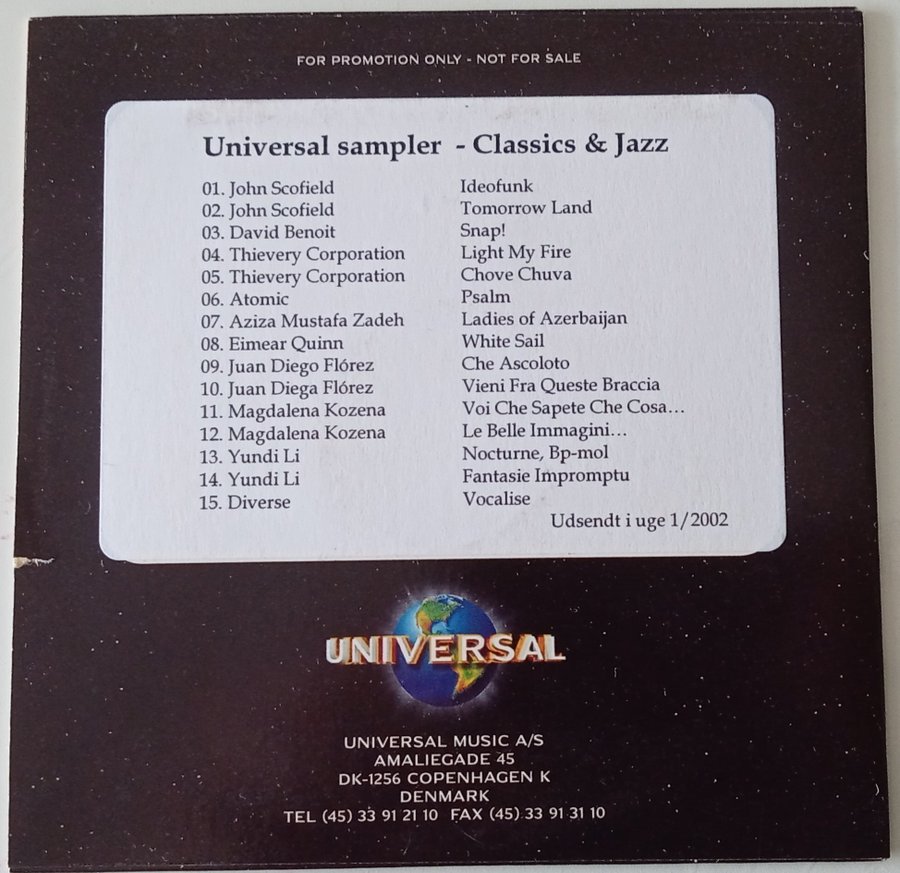 FOR PROMOTION ONLY - NOT FOR SALE
Universal sampler - Classics & Jazz
01. John Scofield Ideofunk
02. John Scofield Tomorrow Land
03. David Benoit Snap!
04. Thievery Corporation Light My Fire
05. Thievery Corporation Chove Chuva
06. Atomic Psalm
07. Aziza Mustafa Zadeh Ladies of Azerbaijan
08. Eimear Quinn White Sail
09. Juan Diego Flórez Che Ascoloto
10. Juan Diega Flórez Vieni Fra Queste Braccia
11. Magdalena Kozena Voi Che Sapete Che Cosa...
12. Magdalena Kozena Le Belle Immagini...
13. Yundi Li Nocturne, Bp-mol
14. Yundi Li Fantasie Impromptu
15. Diverse Vocalise
Udsendt i uge 1/2002
UNIVERSAL
UNIVERSAL MUSIC A/S
AMALIEGADE 45
DK-1256 COPENHAGEN K
DENMARK
TEL (45) 33 91 21 10 FAX (45) 33 91 31 10